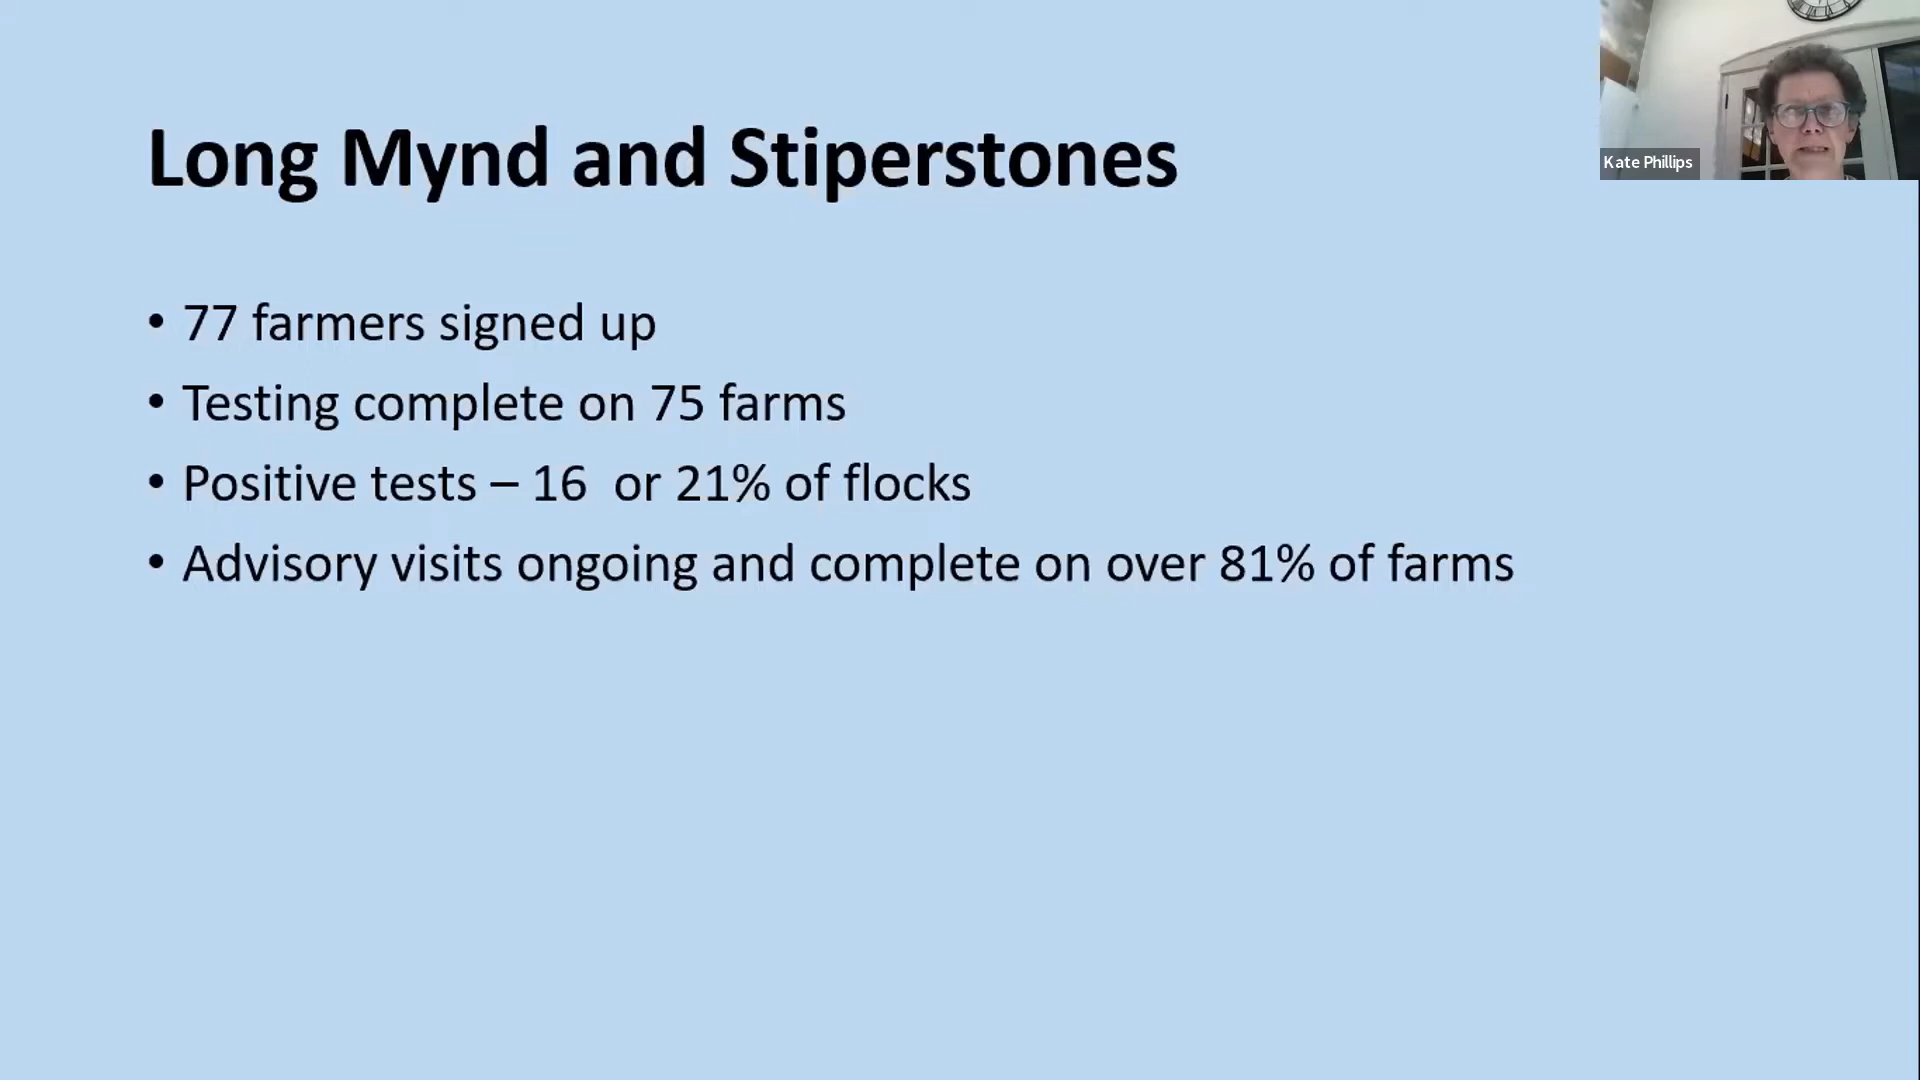 Long Mynd and Stiperstones
• 77 farmers signed up
• Testing complete on 75 farms
• Positive tests – 16  or 21% of flocks
• Advisory visits ongoing and complete on over 81% of farms
Kate Phillips